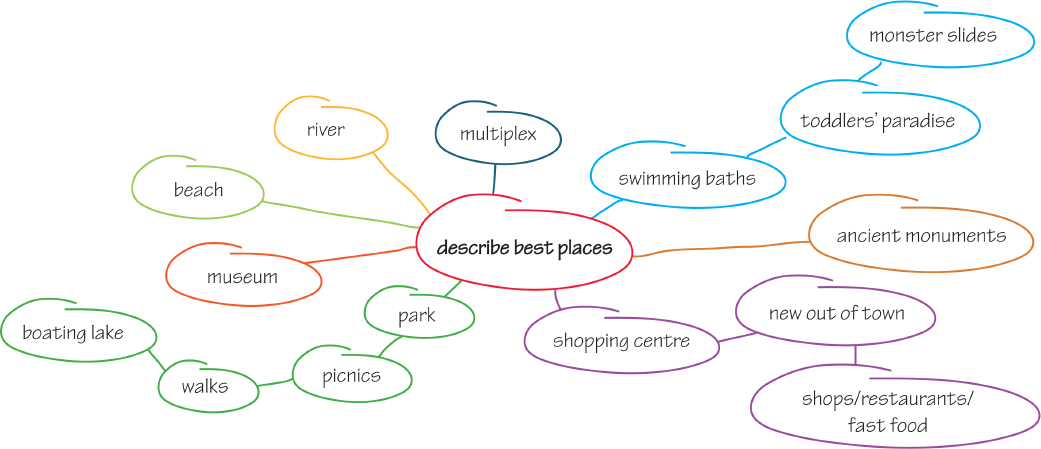 monster slides
toddlers' paradise
river
multiplex
swimming baths
beach
ancient monuments
describe best places
museum
park
new out of town
boating lake
shopping centre
picnics
walks
shops/restaurants/
fast food